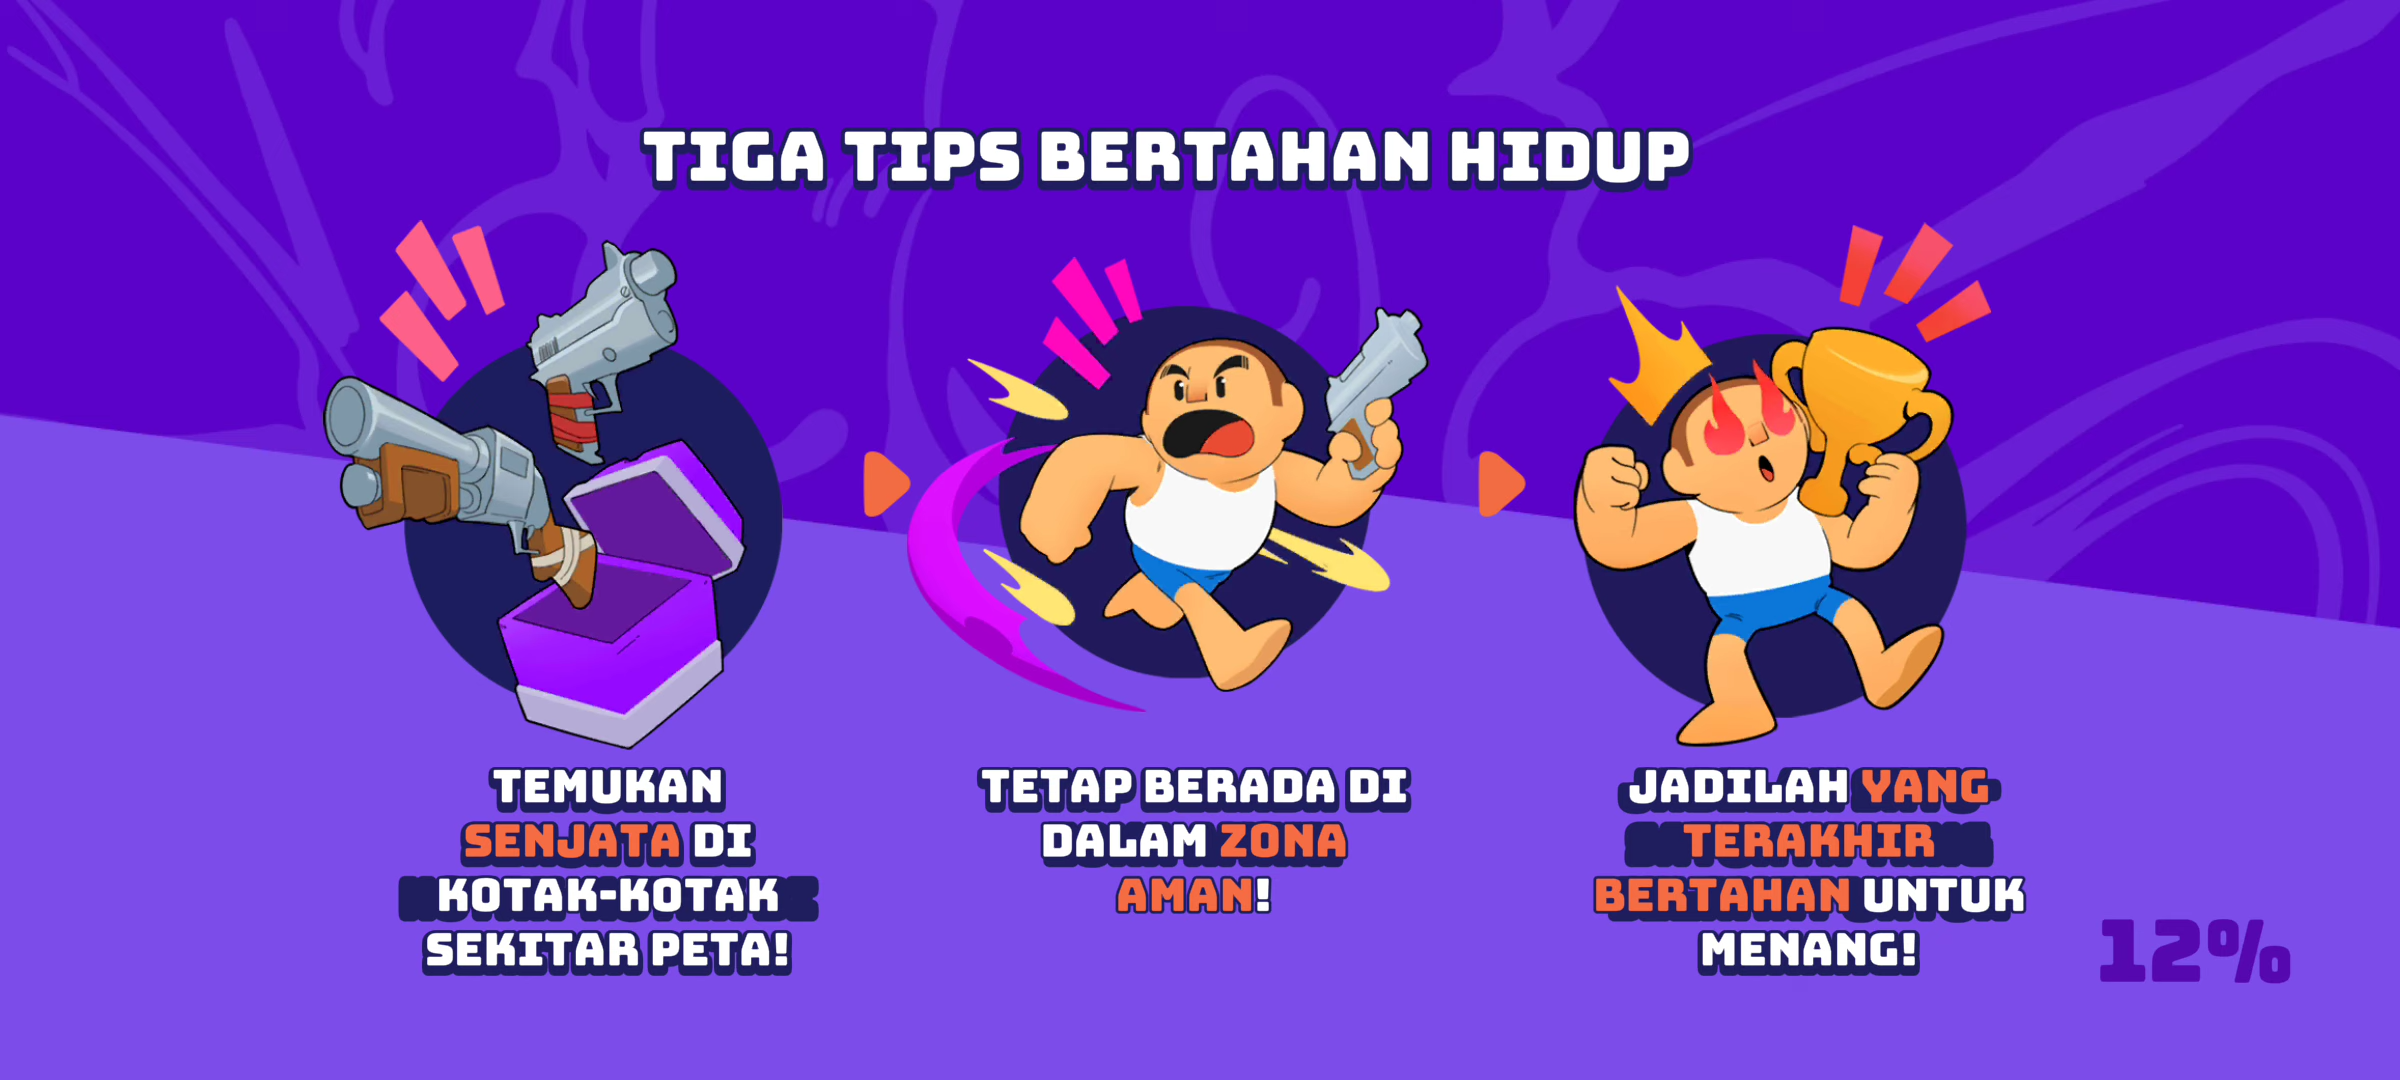 TIGA TIPS BERTAHAN HIDUP
TEMUKAN
SENJATA DI
KOTAK-KOTAK
SEKITAR PETA!
TETAP BERADA DI
DALAM ZONA
AMAN!
JADILAH YANG
TERAKHIR
BERTAHAN UNTUK
MENANG!
12%